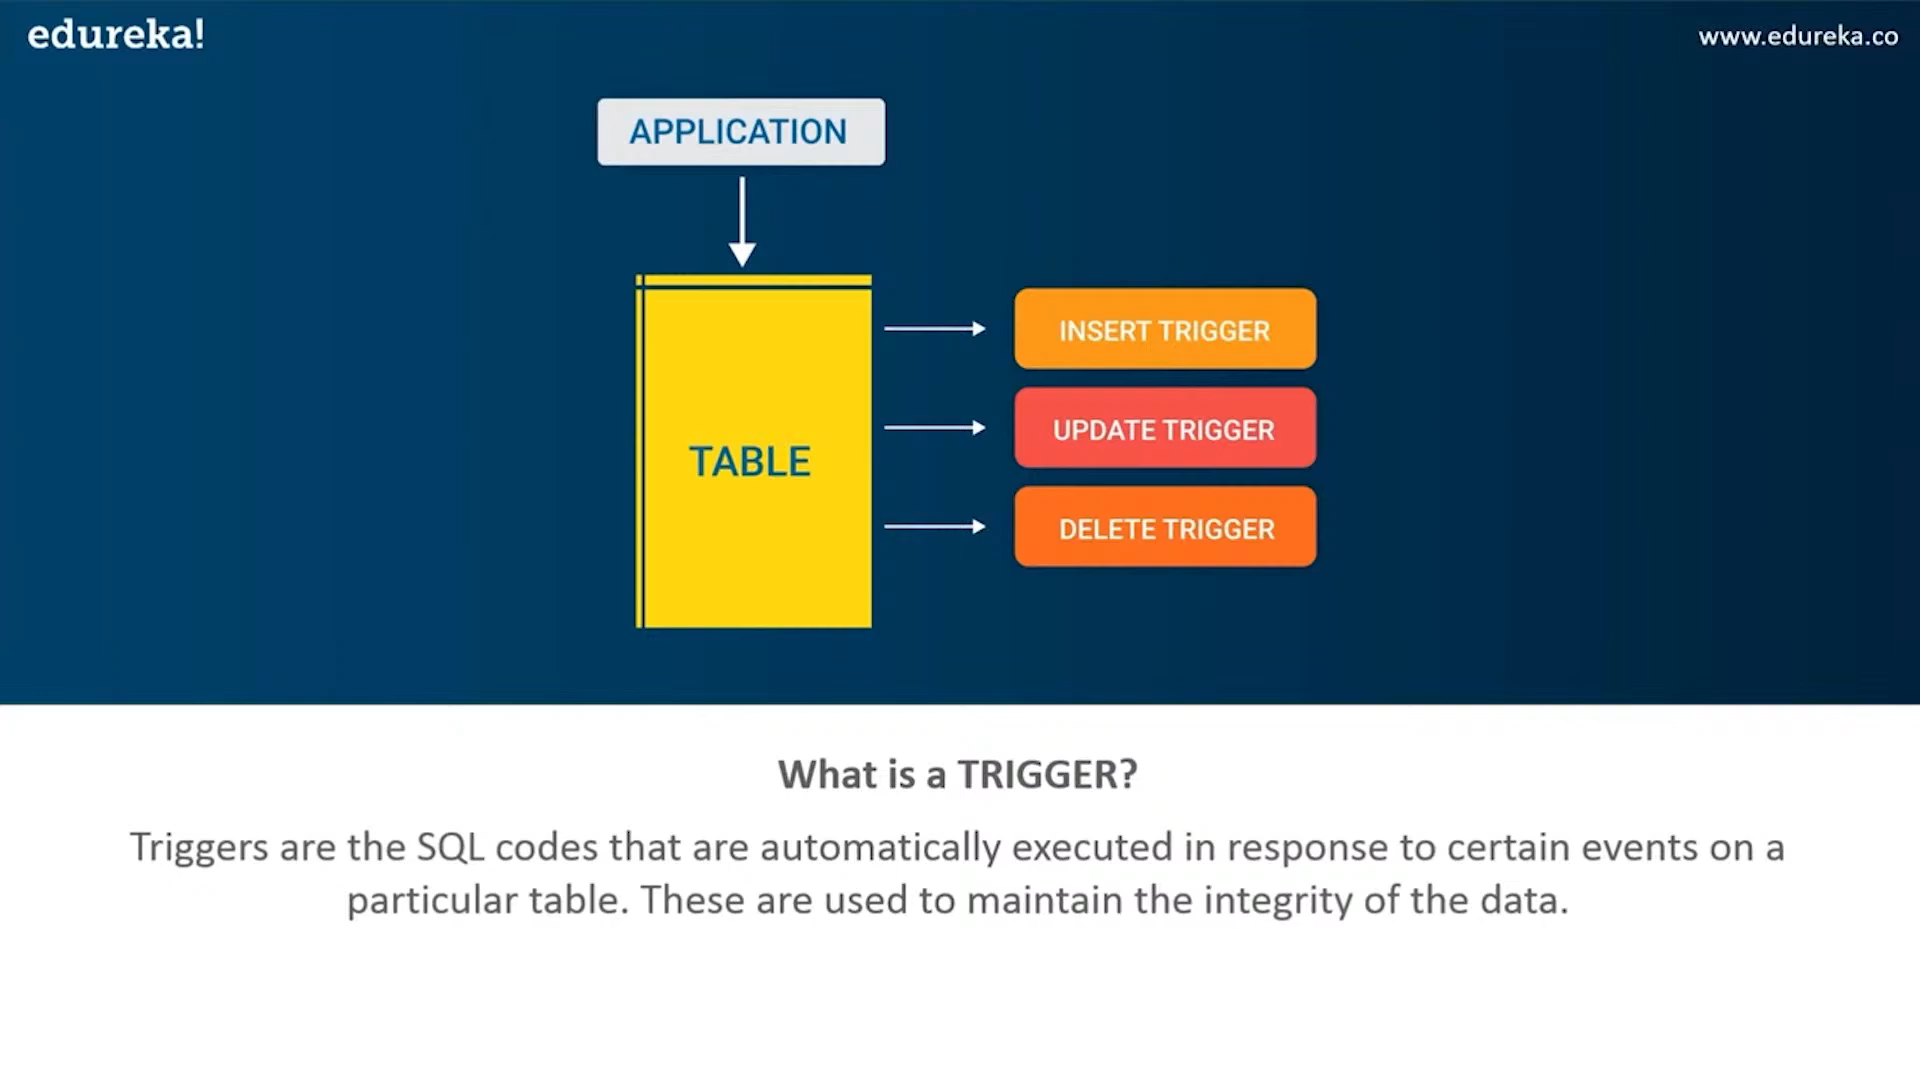 edureka!
www.edureka.co
APPLICATION
TABLE
INSERT TRIGGER
UPDATE TRIGGER
DELETE TRIGGER
What is a TRIGGER?
Triggers are the SQL codes that are automatically executed in response to certain events on a
particular table. These are used to maintain the integrity of the data.